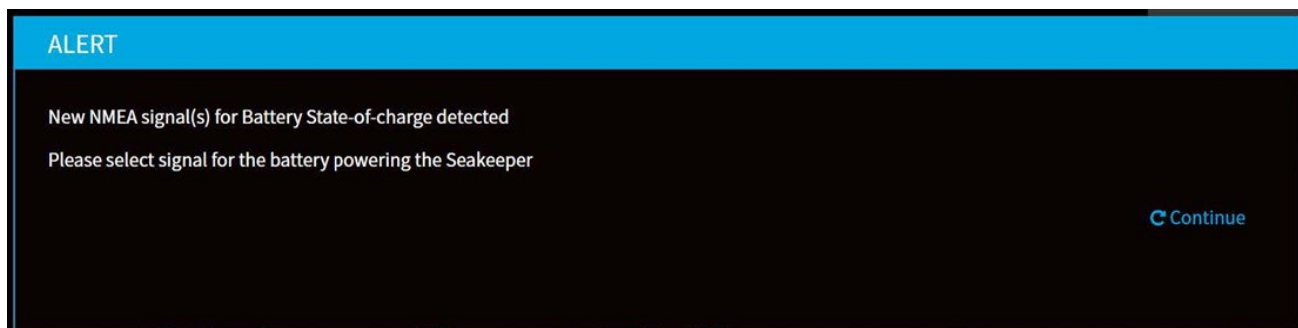 ALERT
New NMEA signal(s) for Battery State-of-charge detected
Please select signal for the battery powering the Seakeeper
Continue